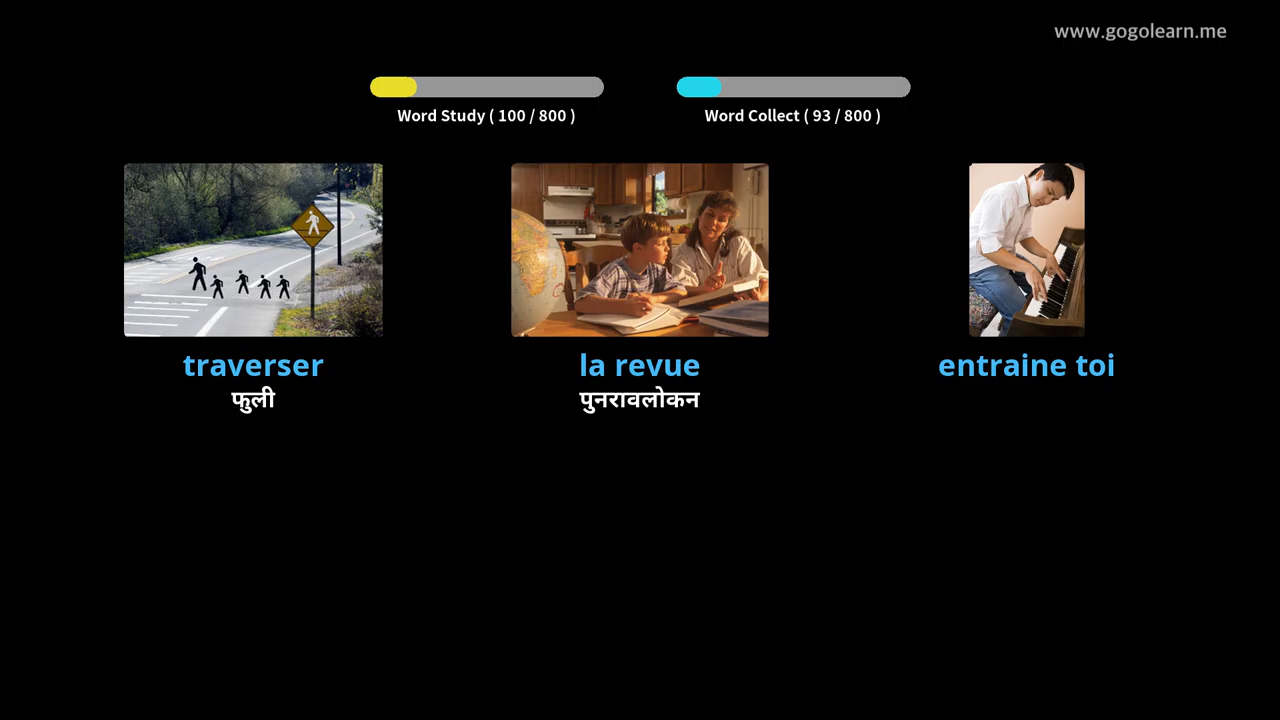 www.gogolearn.me
Word Study ( 100 / 800 )
Word Collect ( 93 / 800 )
traverser
la revue
entraine toi
फुली
पुनरावलोकन